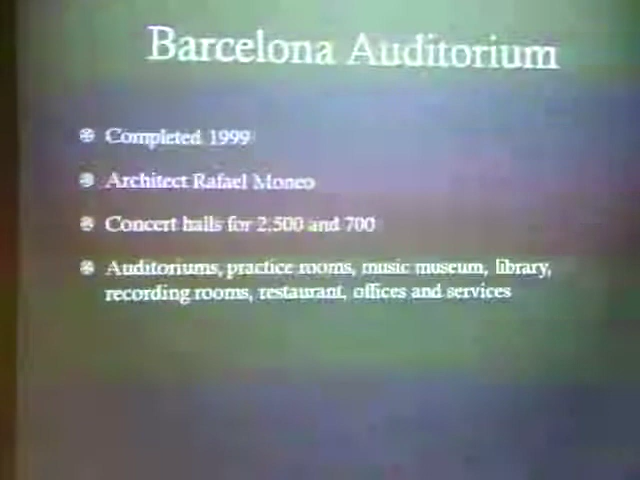 Barcelona Auditorium
Completed 1999
Architect Rafael Moneo
Concert halls for 2,500 and 700
Auditoriums, practice rooms, music museum, library,
recording rooms, restaurant, offices and services